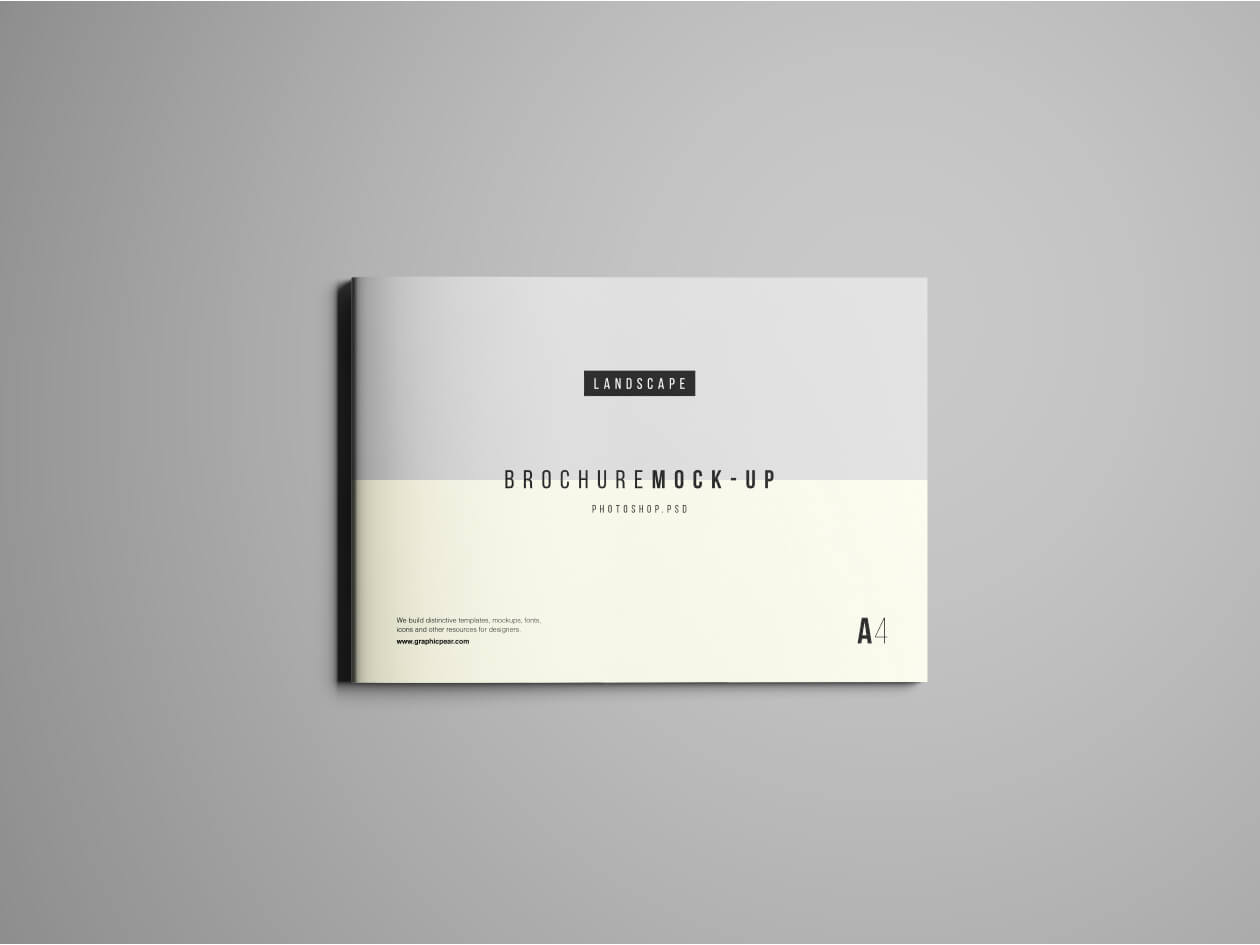 LANDSCAPE
BROCHUREMOCK-UP
PHOTOSHOP.PSD
We build distinctive templates, mockups, fonts,
icons and other resources for designers.
www.graphicpear.com
A4